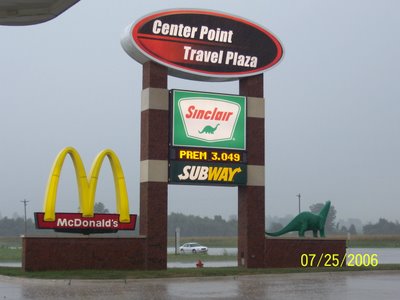 Center Point
Travel Plaza
Sinclair
PREM 3.049
SUBWAY
McDonald's
07/25/2006